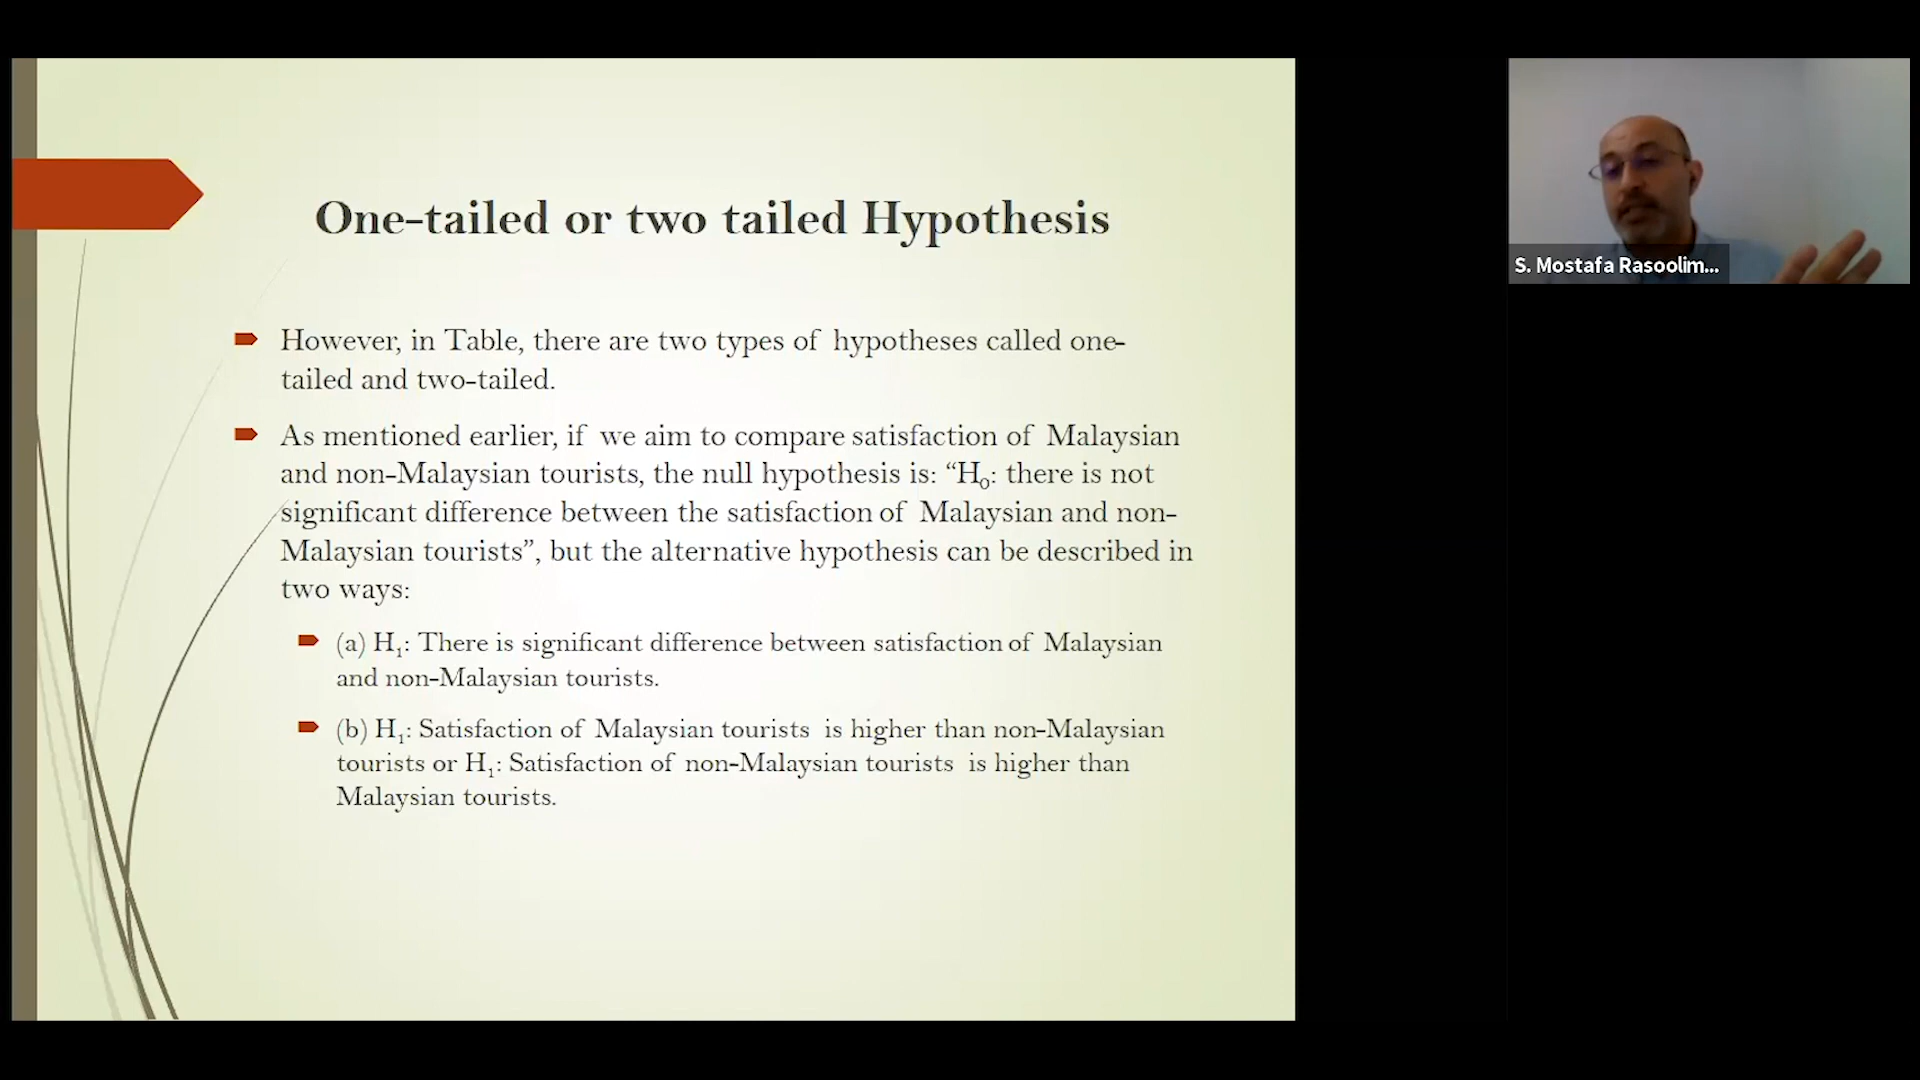 One-tailed or two tailed Hypothesis
However, in Table, there are two types of hypotheses called one-
tailed and two-tailed.
As mentioned earlier, if we aim to compare satisfaction of Malaysian
and non-Malaysian tourists, the null hypothesis is: “H₀: there is not
significant difference between the satisfaction of Malaysian and non-
Malaysian tourists”, but the alternative hypothesis can be described in
two ways:
(a) H₁: There is significant difference between satisfaction of Malaysian
and non-Malaysian tourists.
(b) H₁: Satisfaction of Malaysian tourists is higher than non-Malaysian
tourists or H₁: Satisfaction of non-Malaysian tourists is higher than
Malaysian tourists.
S. Mostafa Rasoolim...